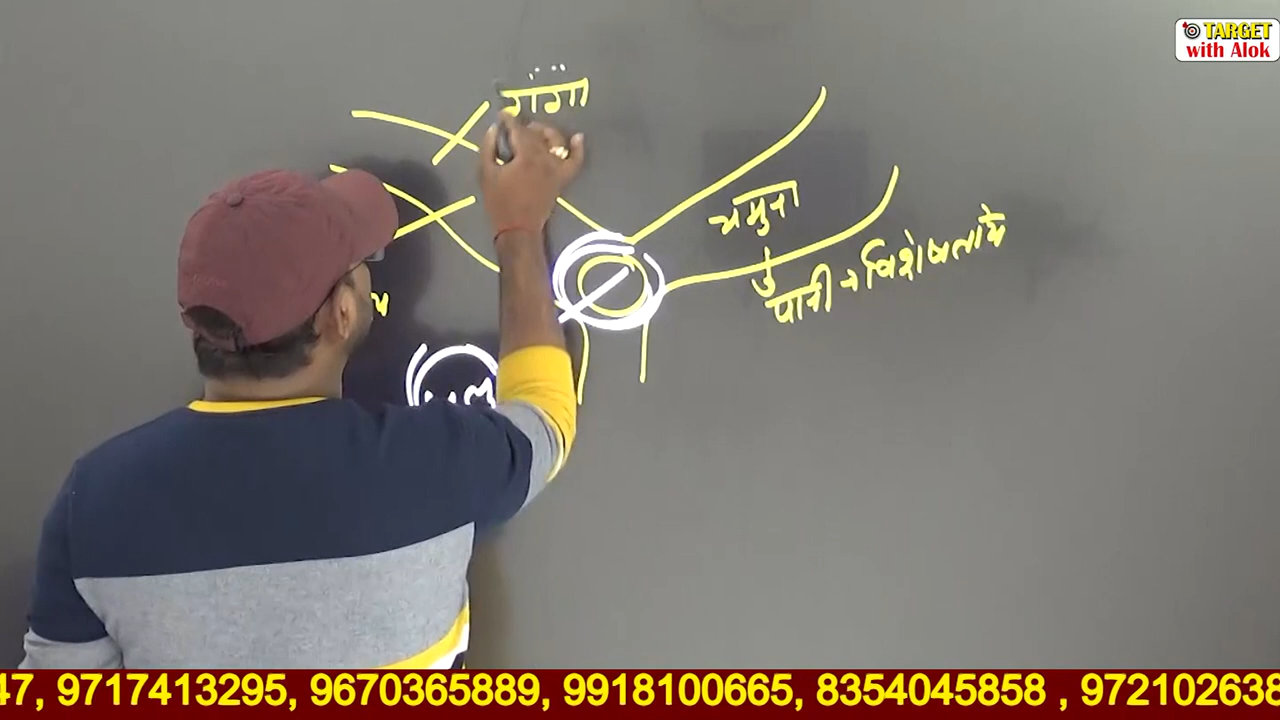 TARGET
with Alok
गंगा
यमुना
पानी + विशेषतायें
47, 9717413295, 9670365889, 9918100665, 8354045858 , 972102638